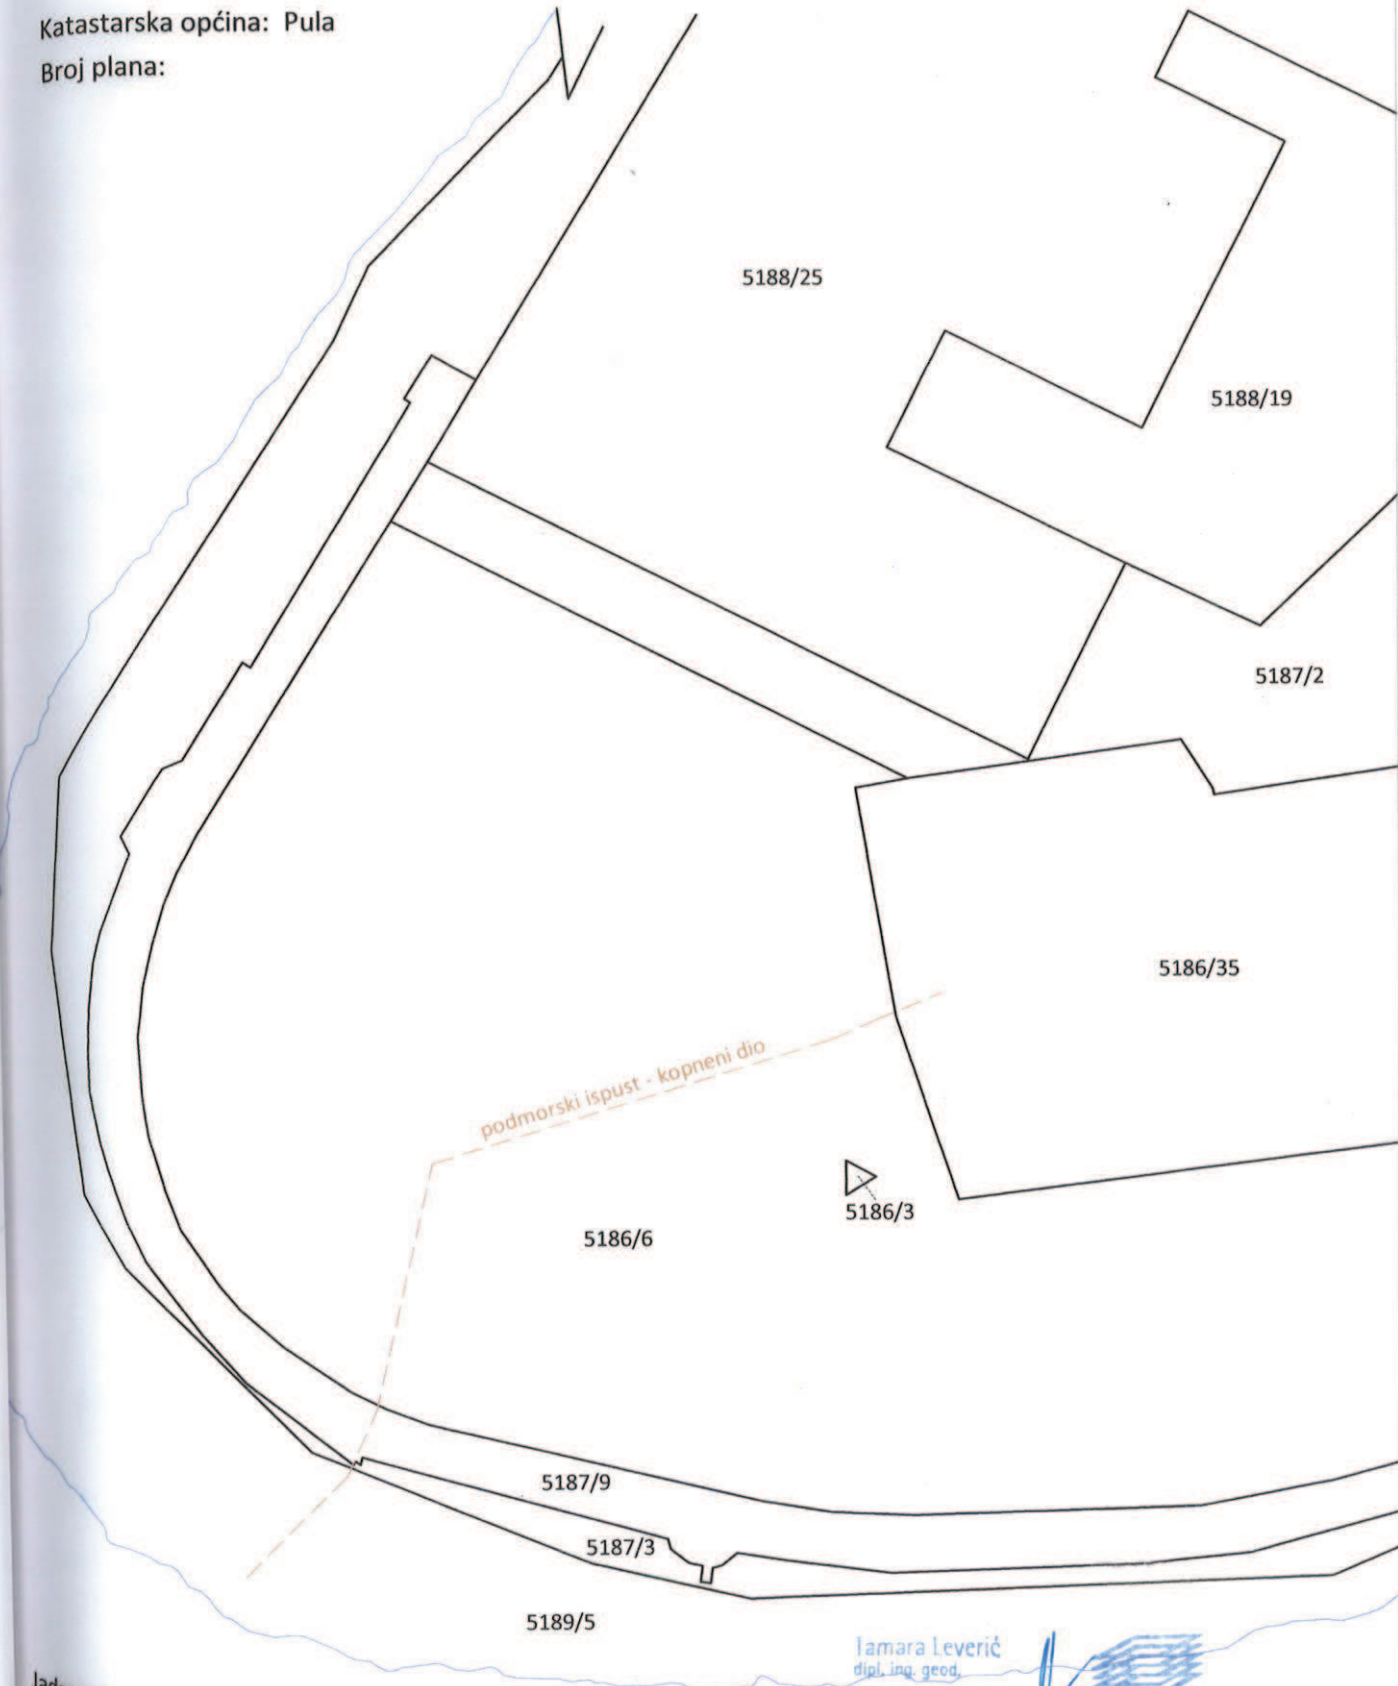 Katastarska općina: Pula
Broj plana:
5188/25
5188/19
5187/2
5186/35
podmorski ispust - kopneni dio
5186/3
5186/6
5187/9
5187/3
5189/5
Tamara Leverić
dipl. ing. geod.